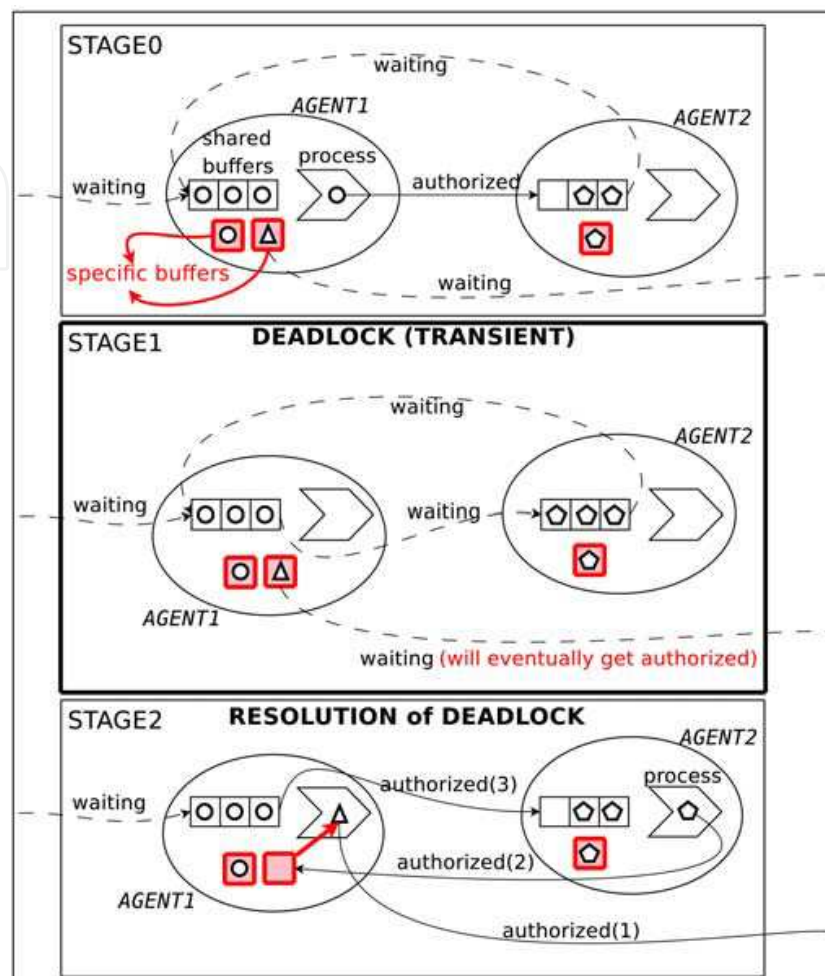 STAGE0
waiting
AGENT1
AGENT2
shared
buffers
process
waiting
authorized
specific buffers
waiting
STAGE1
DEADLOCK (TRANSIENT)
waiting
AGENT2
waiting
waiting
AGENT1
waiting (will eventually get authorized)
STAGE2
RESOLUTION of DEADLOCK
AGENT2
process
authorized(3)
waiting
authorized(2)
AGENT1
authorized(1)